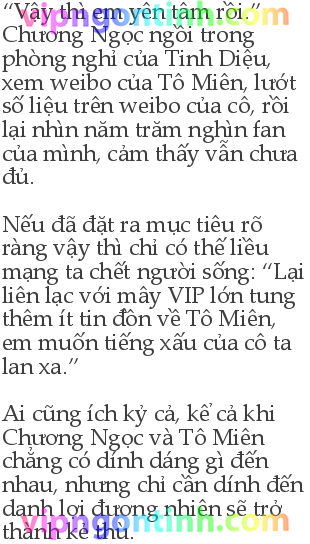 “Vậy thì em yên tâm rồi.”
Chương Ngọc ngồi trong
phòng nghỉ của Tinh Diệu,
xem weibo của Tô Miên, lướt
số liệu trên weibo của cô, rồi
lại nhìn năm trăm nghìn fan
của mình, cảm thấy vẫn chưa
đủ.
Nếu đã đặt ra mục tiêu rõ
ràng vậy thì chỉ có thể liều
mạng ta chết người sống: “Lại
liên lạc với mấy VIP lớn tung
thêm ít tin đồn về Tô Miên,
em muốn tiếng xấu của cô ta
lan xa.”
Ai cũng ích kỷ cả, kể cả khi
Chương Ngọc và Tô Miên
chẳng có dính dáng gì đến
nhau, nhưng chỉ cần dính đến
danh lợi đương nhiên sẽ trở
thành kẻ thù.
vipngontinh.com
vipngontinh.com